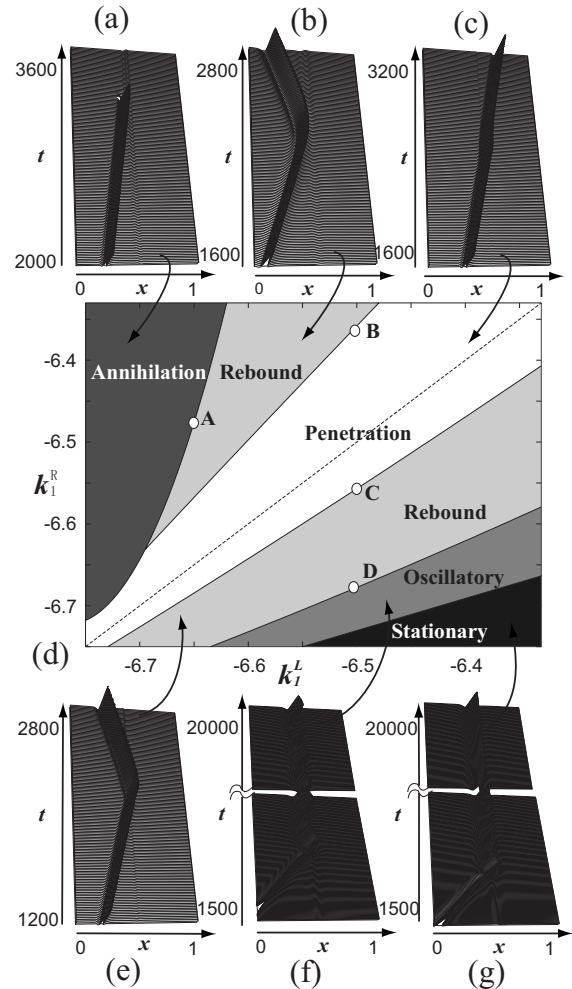 (a) (b) (c)
3600 2800 3200
t t t
2000 1600 1600
0 x 1 0 x 1 0 x 1
-6.4
Annihilation Rebound B
A
-6.5 Penetration
k₁ᴿ C
-6.6 Rebound
D
Oscillatory
-6.7
Stationary
(d)
-6.7 -6.6 -6.5 -6.4
k₁ᴸ
2800 20000 20000
t t t
1200 1500 1500
0 x 1 0 x 1 0 x 1
(e) (f) (g)